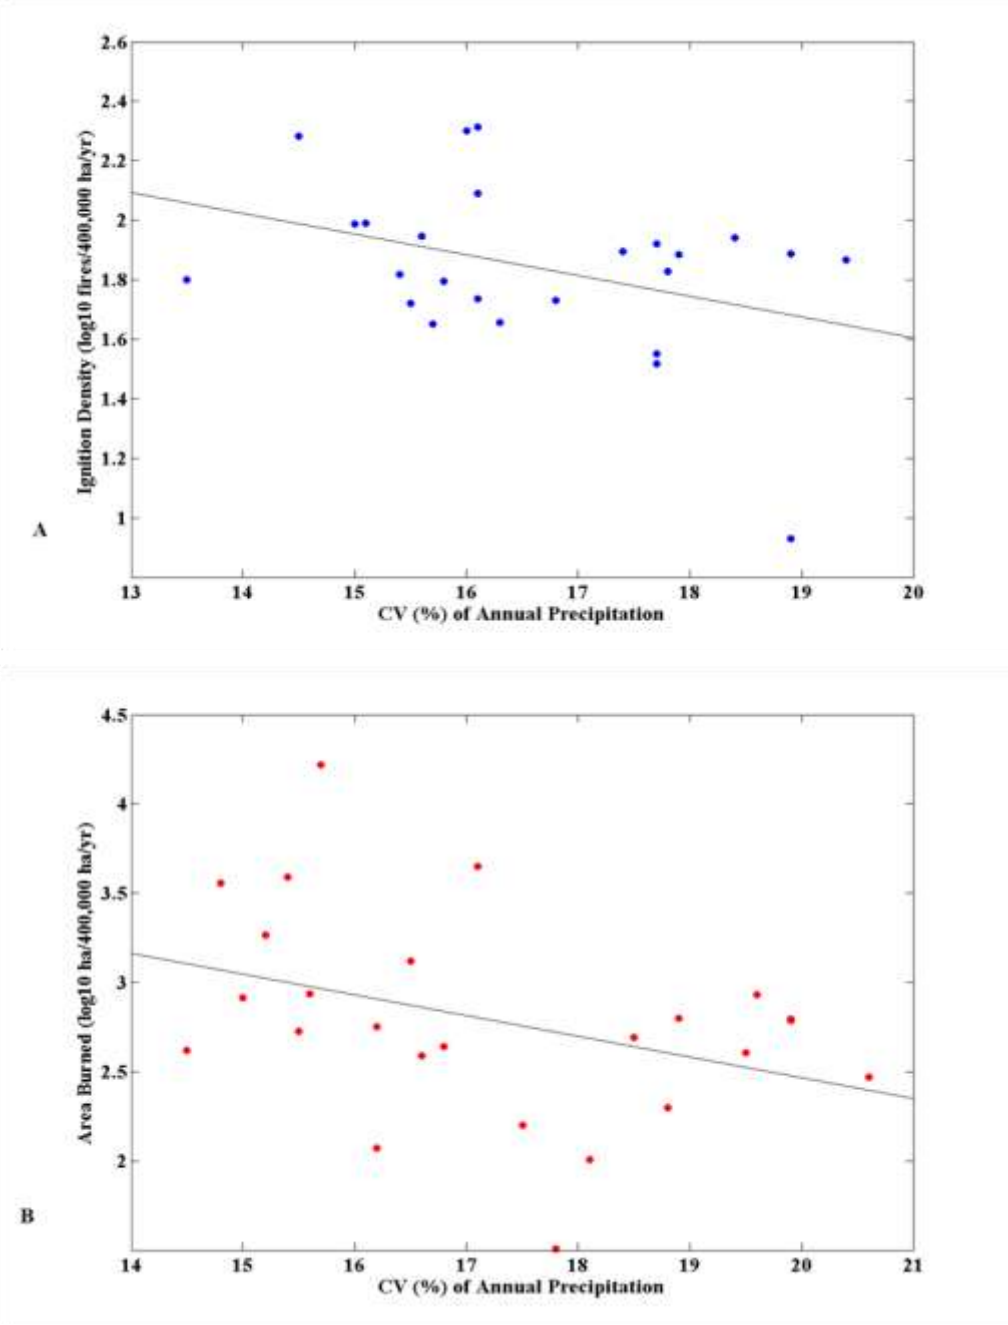 2.6
2.4
2.2
2
1.8
1.6
1.4
1.2
1
Ignition Density (log10 fires/400,000 ha/yr)
A
13 14 15 16 17 18 19 20
CV (%) of Annual Precipitation
4.5
4
3.5
3
2.5
2
Area Burned (log10 ha/400,000 ha/yr)
B
14 15 16 17 18 19 20 21
CV (%) of Annual Precipitation